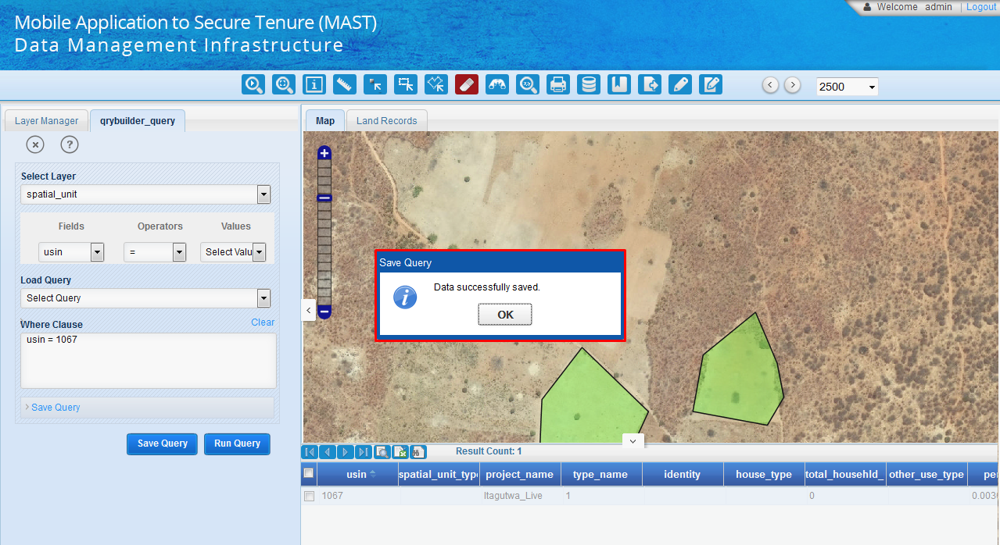 Welcome admin | Logout
Mobile Application to Secure Tenure (MAST)
Data Management Infrastructure
2500
Layer Manager
qrybuilder_query
Map
Land Records
Select Layer
spatial_unit
Fields Operators Values
usin = Select Valu
Load Query
Select Query
Where Clause Clear
usin = 1067
Save Query
Save Query Run Query
Save Query
Data successfully saved.
OK
Result Count: 1
usin spatial_unit_typ project_name type_name identity house_type total_househld_ other_use_type per
1067 Itagutwa_Live 1 0 0.003